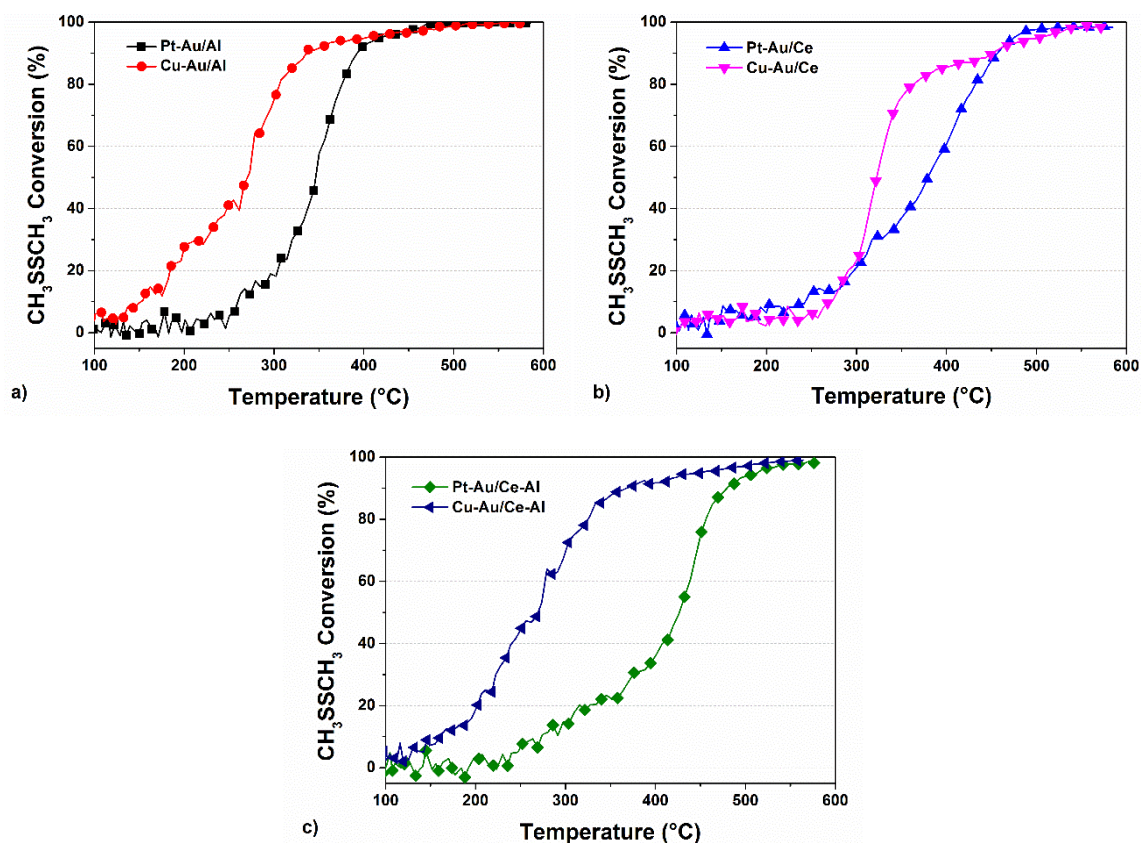 CH₃SSCH₃ Conversion (%)
100
80
60
40
20
0
Pt-Au/Al
Cu-Au/Al
100 200 300 400 500 600
Temperature (°C)
a)
CH₃SSCH₃ Conversion (%)
100
80
60
40
20
0
Pt-Au/Ce
Cu-Au/Ce
100 200 300 400 500 600
Temperature (°C)
b)
CH₃SSCH₃ Conversion (%)
100
80
60
40
20
0
Pt-Au/Ce-Al
Cu-Au/Ce-Al
100 200 300 400 500 600
Temperature (°C)
c)